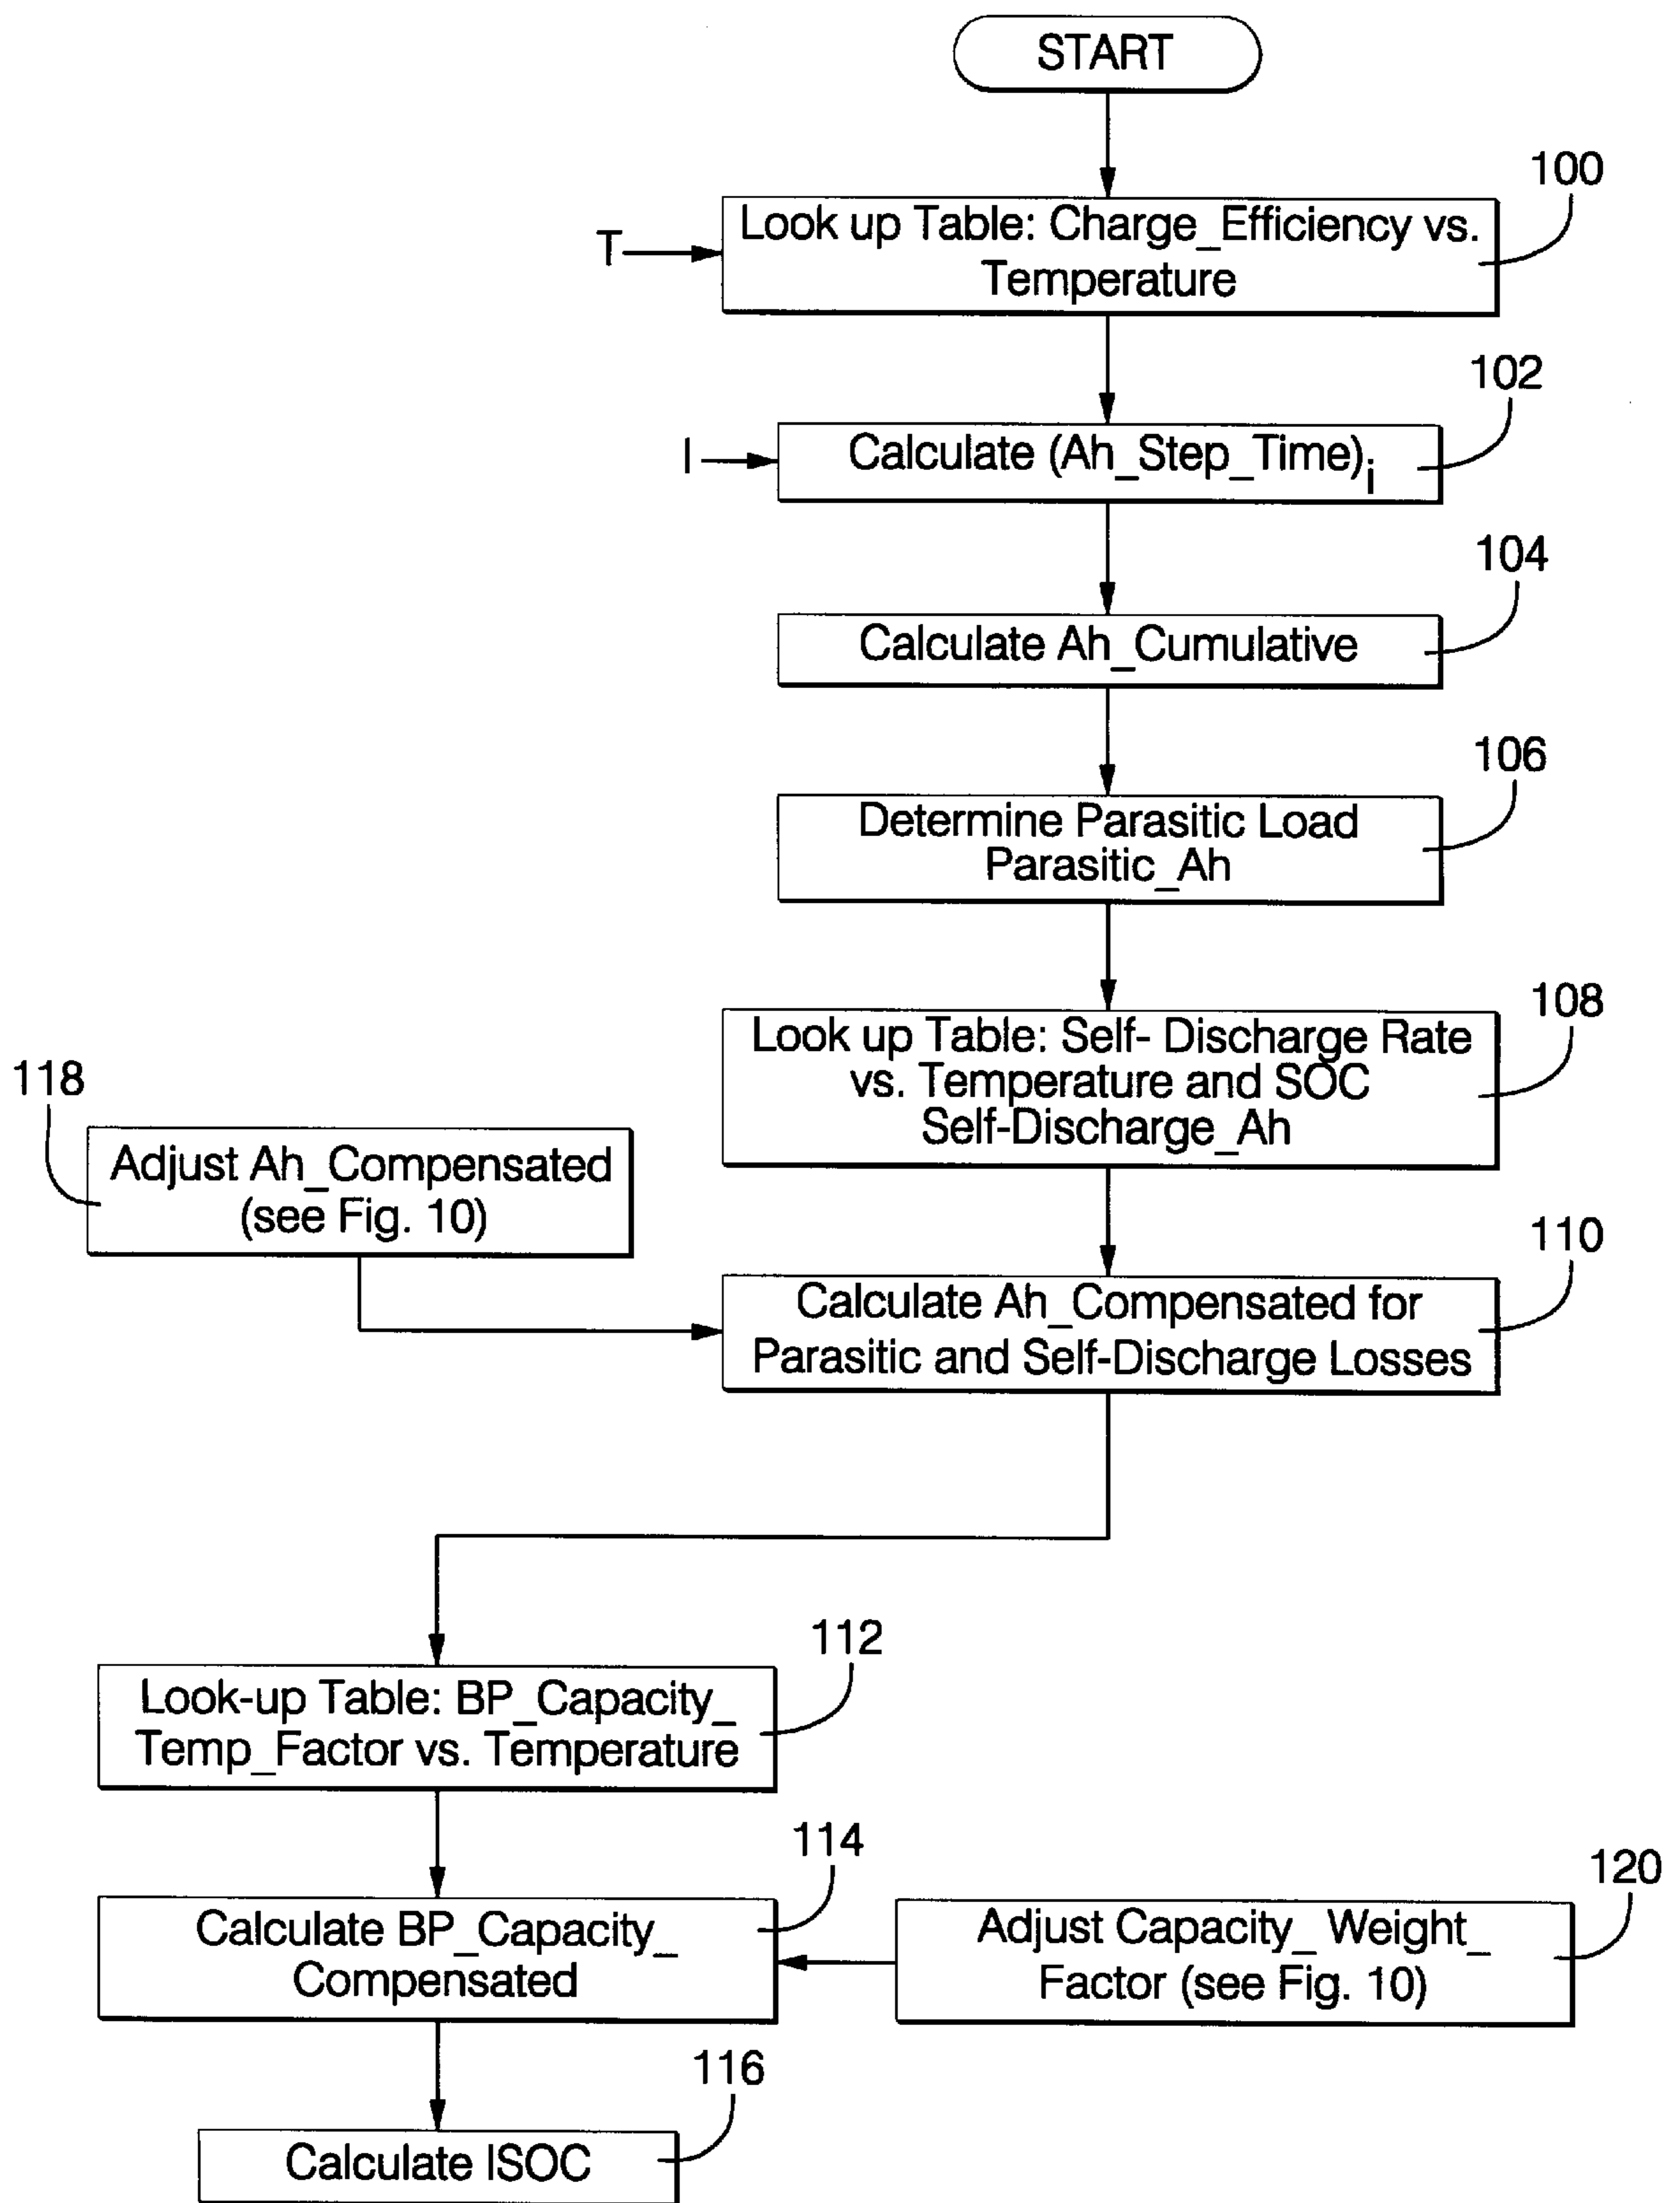 START
100
Look up Table: Charge_Efficiency vs.
Temperature
T
102
I
Calculate (Ah_Step_Time)i
104
Calculate Ah_Cumulative
106
Determine Parasitic Load
Parasitic_Ah
108
Look up Table: Self- Discharge Rate
vs. Temperature and SOC
Self-Discharge_Ah
118
Adjust Ah_Compensated
(see Fig. 10)
110
Calculate Ah_Compensated for
Parasitic and Self-Discharge Losses
112
Look-up Table: BP_Capacity_
Temp_Factor vs. Temperature
114
Calculate BP_Capacity_
Compensated
120
Adjust Capacity_ Weight_
Factor (see Fig. 10)
116
Calculate ISOC